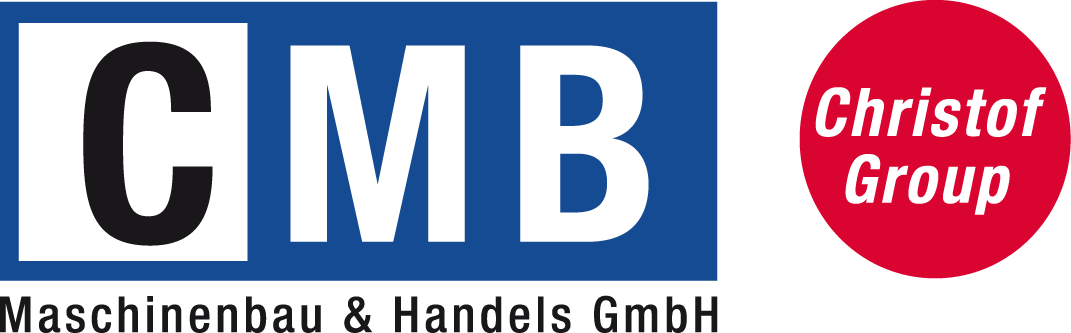 CMB
Maschinenbau & Handels GmbH
Christof
Group